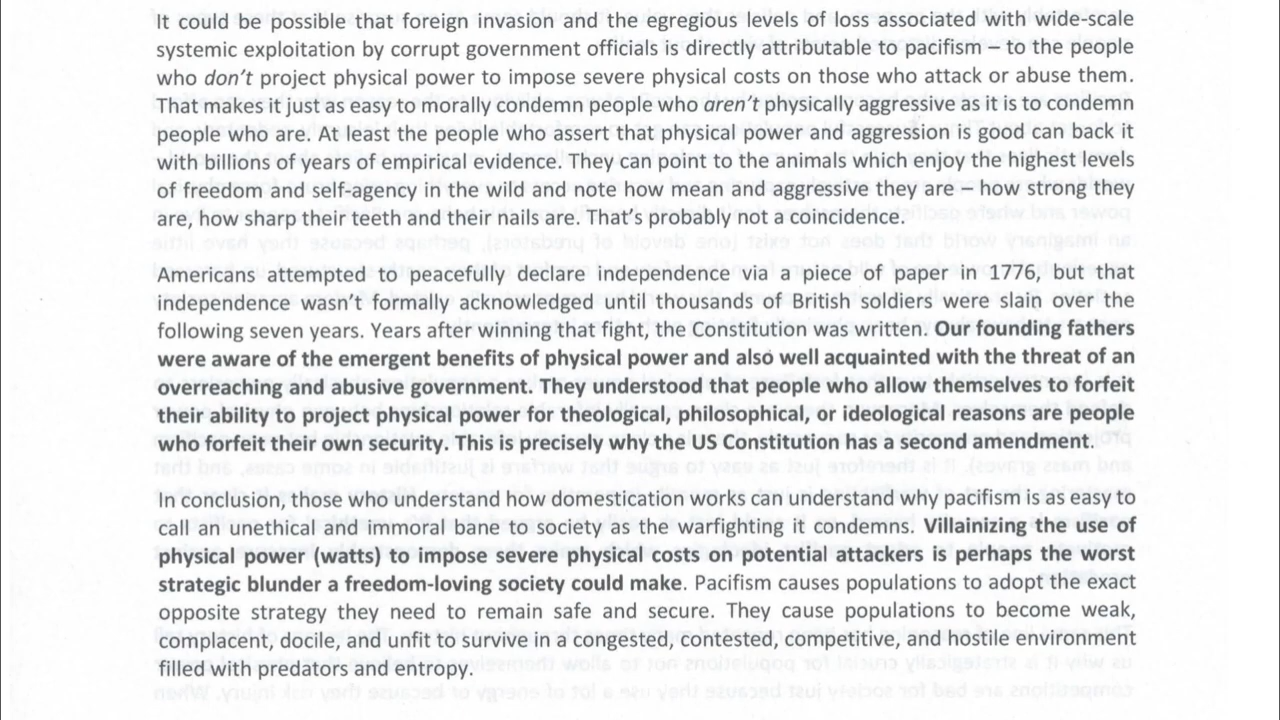 It could be possible that foreign invasion and the egregious levels of loss associated with wide-scale
systemic exploitation by corrupt government officials is directly attributable to pacifism – to the people
who don't project physical power to impose severe physical costs on those who attack or abuse them.
That makes it just as easy to morally condemn people who aren't physically aggressive as it is to condemn
people who are. At least the people who assert that physical power and aggression is good can back it
with billions of years of empirical evidence. They can point to the animals which enjoy the highest levels
of freedom and self-agency in the wild and note how mean and aggressive they are – how strong they
are, how sharp their teeth and their nails are. That's probably not a coincidence.
Americans attempted to peacefully declare their independence via a piece of paper in 1776, but that
independence wasn't formally acknowledged until thousands of British soldiers were slain over the
following seven years. Years after winning that fight, the Constitution was written. Our founding fathers
were aware of the emergent benefits of physical power and also well acquainted with the threat of an
overreaching and abusive government. They understood that people who allow themselves to forfeit
their ability to project physical power for theological, philosophical, or ideological reasons are people
who forfeit their own security. This is precisely why the US Constitution has a second amendment.
In conclusion, those who understand how domestication works can understand why pacifism is as easy to
call an unethical and immoral threat to society as the warfighting it condemns. Villainizing the use of
physical power (watts) to impose severe physical costs on potential attackers is perhaps the worst
strategic blunder a freedom-loving society could make. Pacifism causes populations to adopt the exact
opposite strategy they need to remain safe and secure. They cause populations to become weak,
complacent, docile, and unfit to survive in a congested, contested, competitive, and hostile environment
filled with predators and entropy.